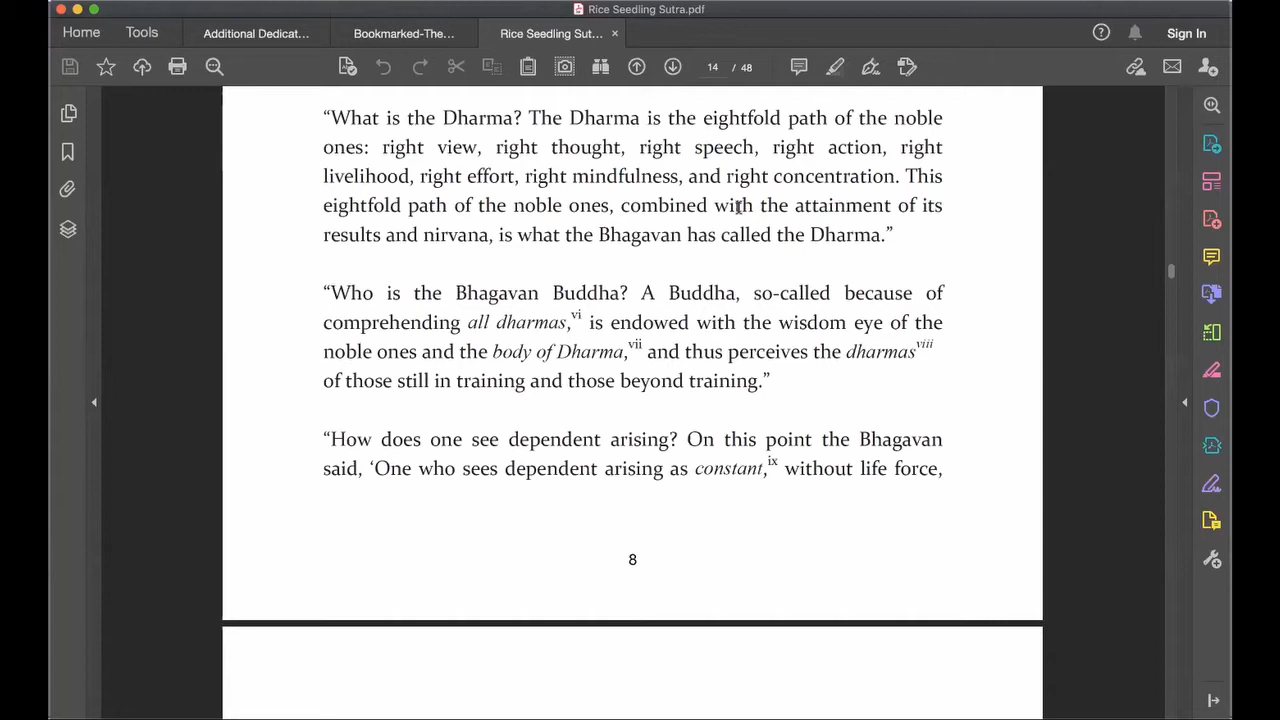 Rice Seedling Sutra.pdf
Home Tools Additional Dedicat... Bookmarked-The... Rice Seedling Sut... × Sign In
14 / 48
“What is the Dharma? The Dharma is the eightfold path of the noble
ones: right view, right thought, right speech, right action, right
livelihood, right effort, right mindfulness, and right concentration. This
eightfold path of the noble ones, combined with the attainment of its
results and nirvana, is what the Bhagavan has called the Dharma.”
“Who is the Bhagavan Buddha? A Buddha, so-called because of
comprehending all dharmas,vi is endowed with the wisdom eye of the
noble ones and the body of Dharma,vii and thus perceives the dharmasviii
of those still in training and those beyond training.”
“How does one see dependent arising? On this point the Bhagavan
said, ‘One who sees dependent arising as constant,ix without life force,
8